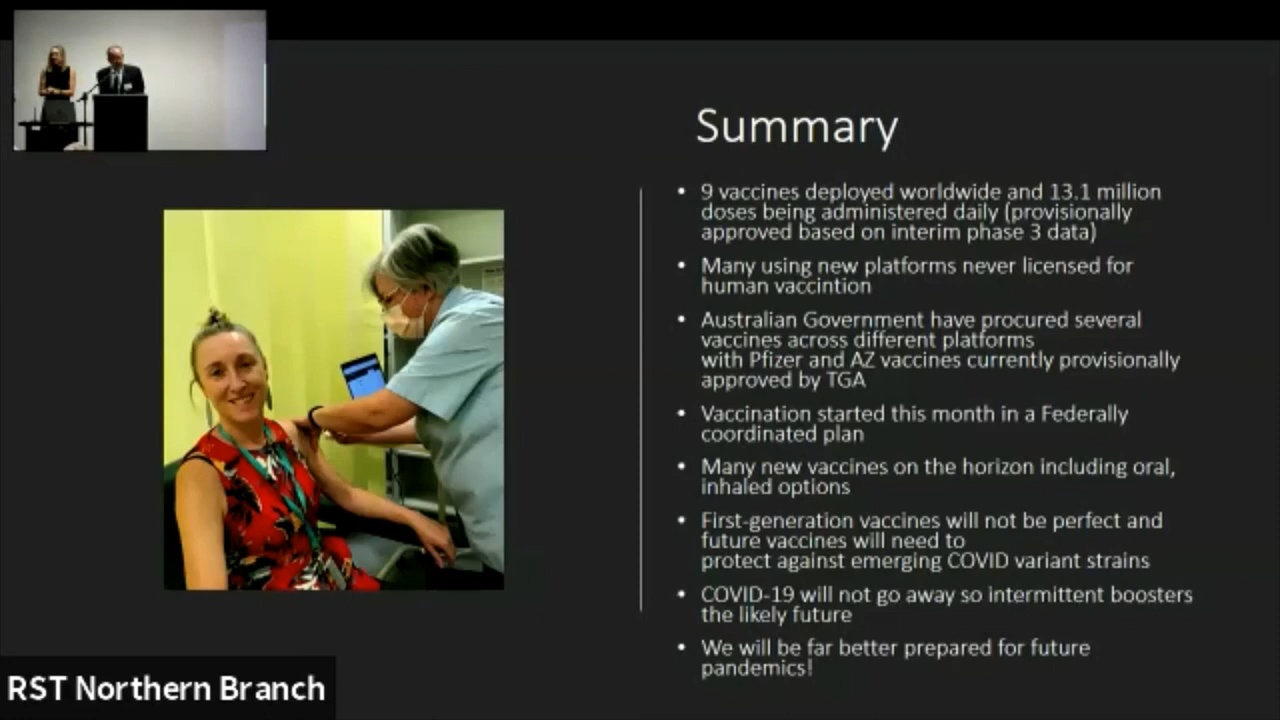 Summary
• 9 vaccines deployed worldwide and 13.1 million
doses being administered daily (provisionally
approved based on interim phase 3 data)
• Many using new platforms never licensed for
human vaccintion
• Australian Government have procured several
vaccines across different platforms
with Pfizer and AZ vaccines currently provisionally
approved by TGA
• Vaccination started this month in a Federally
coordinated plan
• Many new vaccines on the horizon including oral,
inhaled options
• First-generation vaccines will not be perfect and
future vaccines will need to
protect against emerging COVID variant strains
• COVID-19 will not go away so intermittent boosters
the likely future
• We will be far better prepared for future
pandemics!
RST Northern Branch